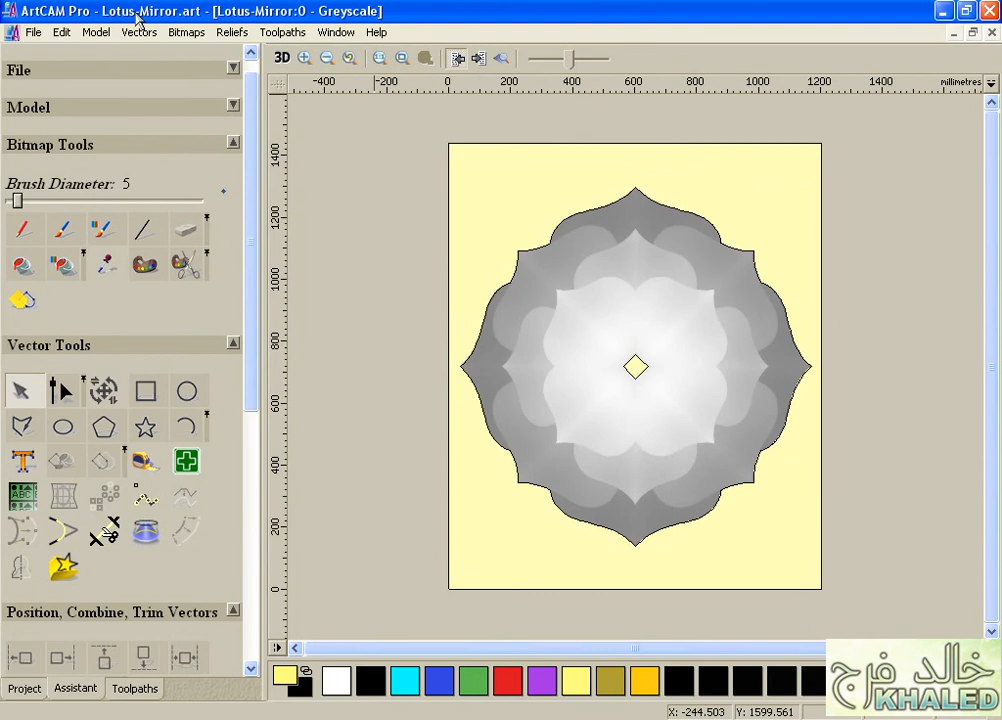 ArtCAM Pro - Lotus-Mirror.art - [Lotus-Mirror:0 - Greyscale]
File Edit Model Vectors Bitmaps Reliefs Toolpaths Window Help
File
3D
-400 -200 0 200 400 600 800 1000 1200 1400 millimetres
Model
Bitmap Tools
Brush Diameter: 5
Vector Tools
T
ABC
Position, Combine, Trim Vectors
1400
1200
1000
800
600
400
200
0
Project Assistant Toolpaths
X: -244.503 Y: 1599.561
خالد فرج
KHALED